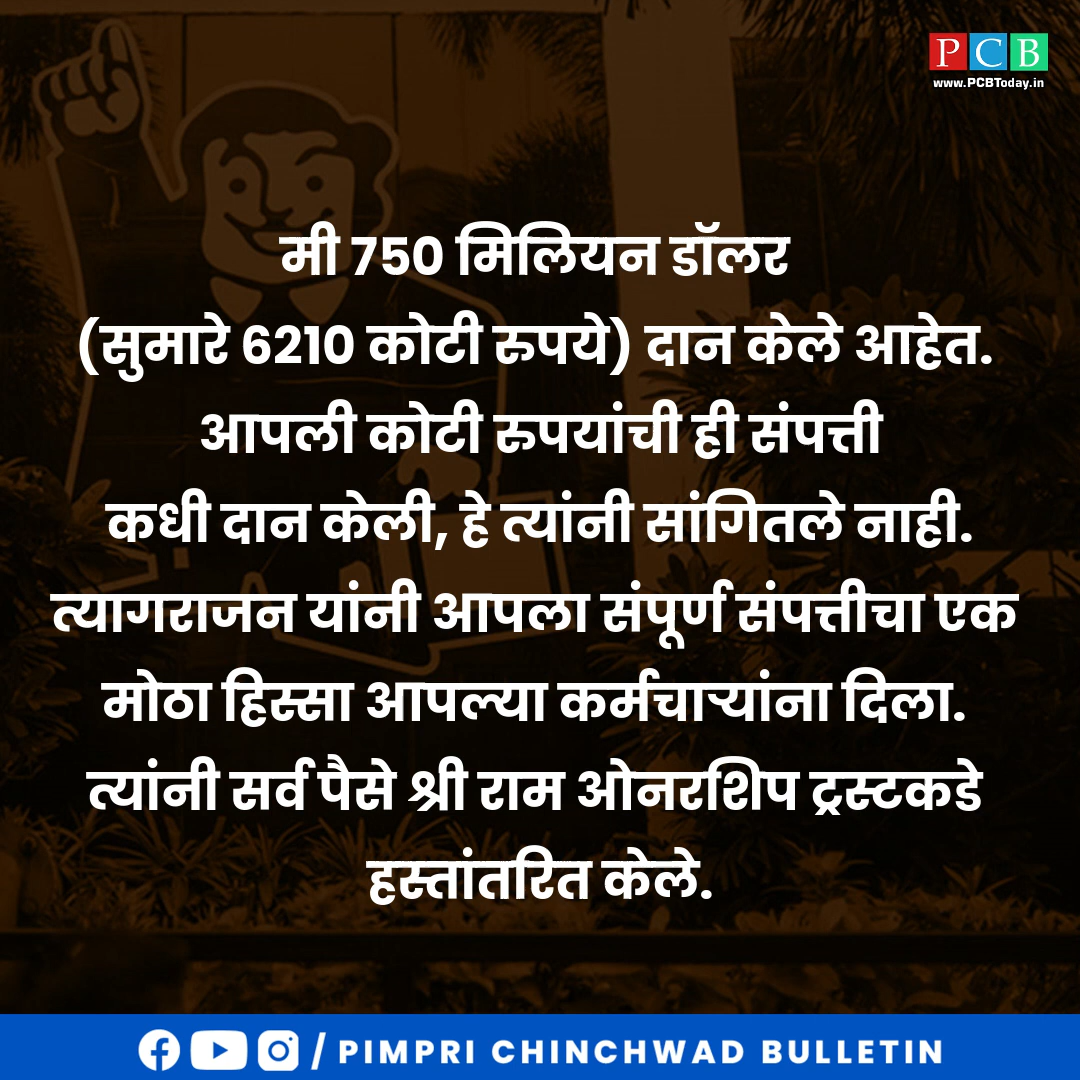 PCB
www.PCBToday.in
मी 750 मिलियन डॉलर
(सुमारे 6210 कोटी रुपये) दान केले आहेत.
आपली कोटी रुपयांची ही संपत्ती
कधी दान केली, हे त्यांनी सांगितले नाही.
त्यागराजन यांनी आपला संपूर्ण संपत्तीचा एक
मोठा हिस्सा आपल्या कर्मचाऱ्यांना दिला.
त्यांनी सर्व पैसे श्री राम ओनरशिप ट्रस्टकडे
हस्तांतरित केले.
/ PIMPRI CHINCHWAD BULLETIN